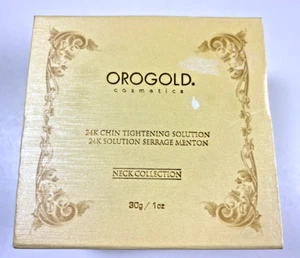 OROGOLD.
cosmetics
24K CHIN TIGHTENING SOLUTION
24K SOLUTION SERRAGE MENTON
NECK COLLECTION
30g / 1oz